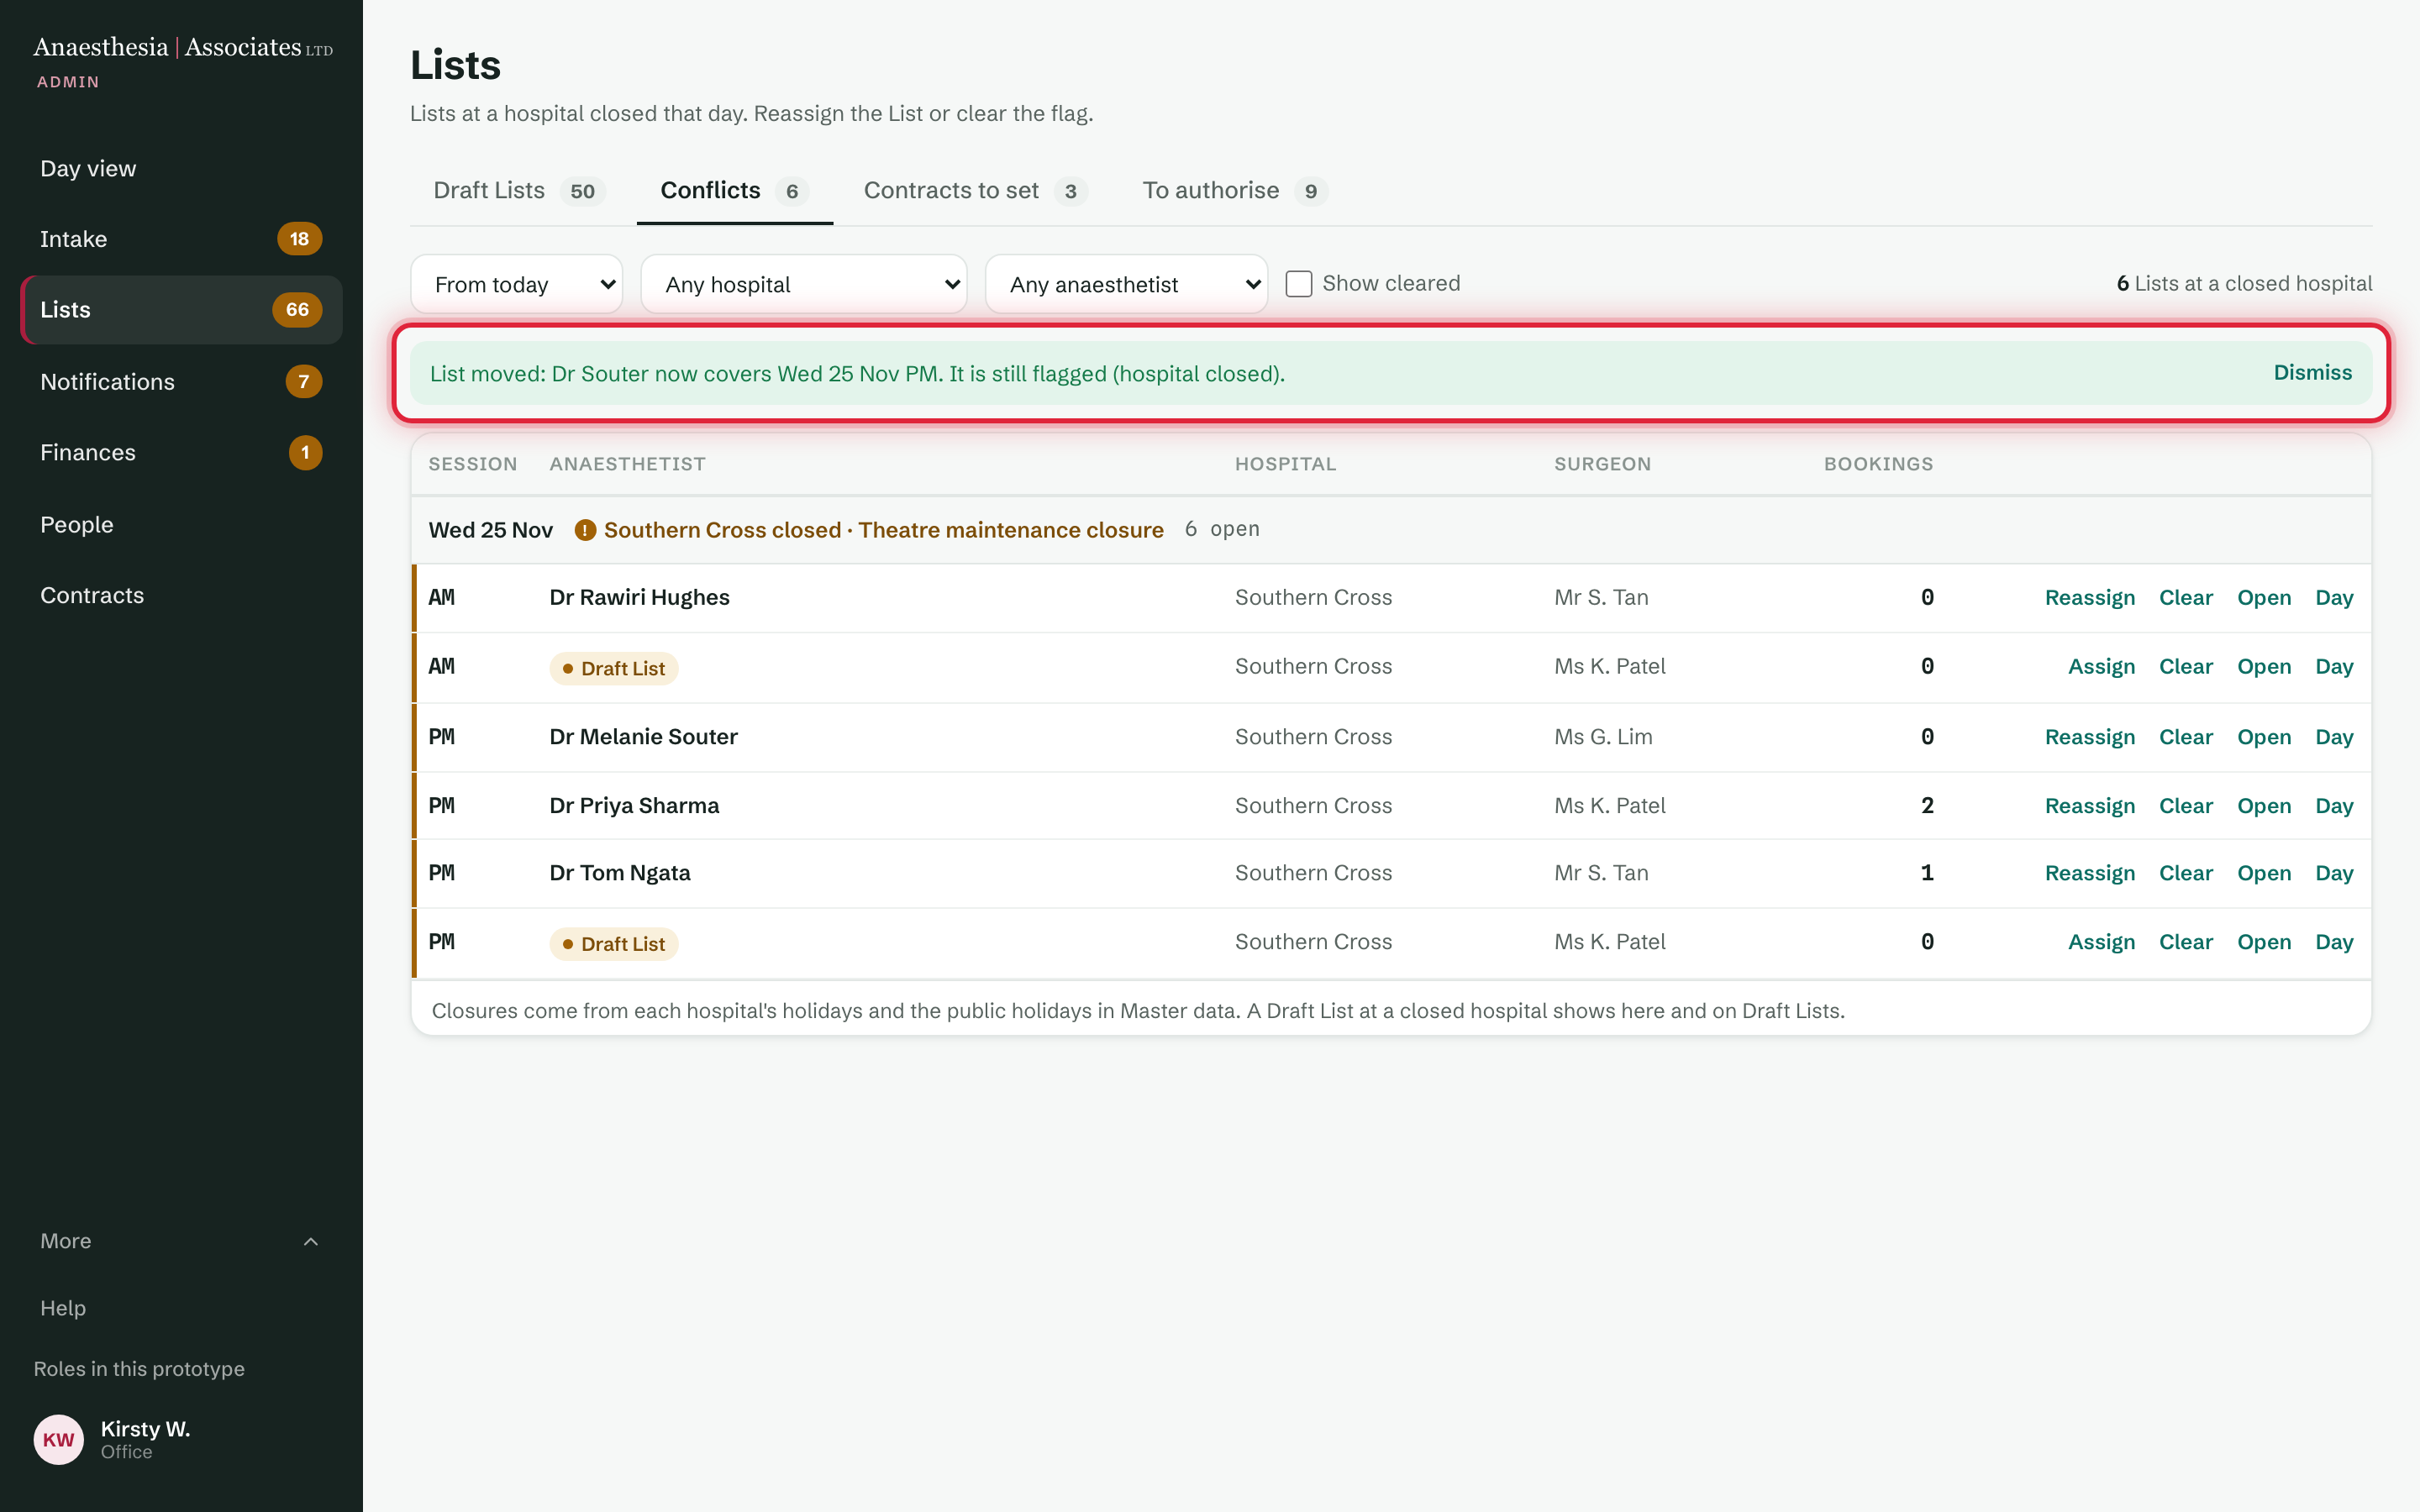 Anaesthesia | Associates LTD
ADMIN
Day view
Intake 18
Lists 66
Notifications 7
Finances 1
People
Contracts
More
Help
Roles in this prototype
KW
Kirsty W.
Office
Lists
Lists at a hospital closed that day. Reassign the List or clear the flag.
Draft Lists 50 Conflicts 6 Contracts to set 3 To authorise 9
From today Any hospital Any anaesthetist Show cleared 6 Lists at a closed hospital
List moved: Dr Souter now covers Wed 25 Nov PM. It is still flagged (hospital closed). Dismiss
SESSION ANAESTHETIST HOSPITAL SURGEON BOOKINGS
Wed 25 Nov ! Southern Cross closed · Theatre maintenance closure 6 open
AM Dr Rawiri Hughes Southern Cross Mr S. Tan 0 Reassign Clear Open Day
AM Draft List Southern Cross Ms K. Patel 0 Assign Clear Open Day
PM Dr Melanie Souter Southern Cross Ms G. Lim 0 Reassign Clear Open Day
PM Dr Priya Sharma Southern Cross Ms K. Patel 2 Reassign Clear Open Day
PM Dr Tom Ngata Southern Cross Mr S. Tan 1 Reassign Clear Open Day
PM Draft List Southern Cross Ms K. Patel 0 Assign Clear Open Day
Closures come from each hospital's holidays and the public holidays in Master data. A Draft List at a closed hospital shows here and on Draft Lists.